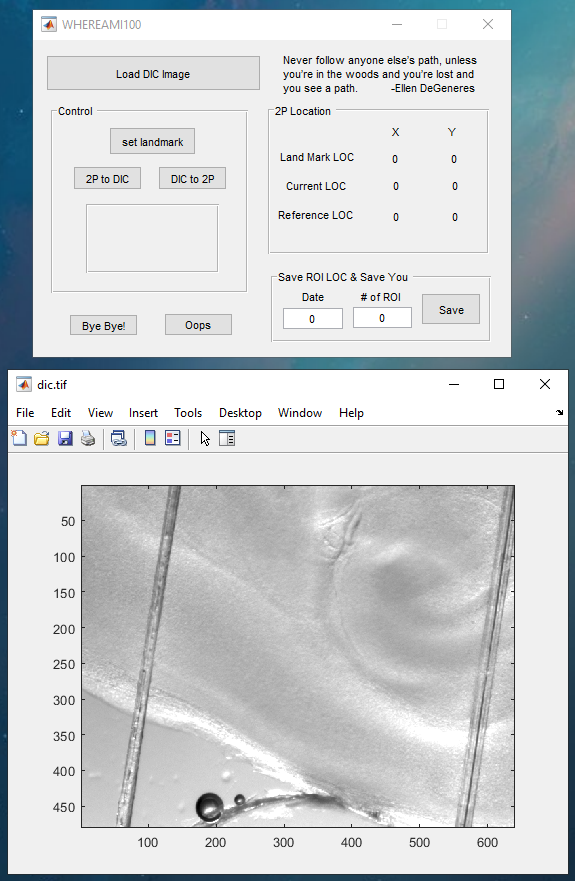 WHEREAMI100
Load DIC Image
Never follow anyone else's path, unless
you're in the woods and you're lost and
you see a path. -Ellen DeGeneres
Control
set landmark
2P to DIC DIC to 2P
Bye Bye! Oops
2P Location
X Y
Land Mark LOC 0 0
Current LOC 0 0
Reference LOC 0 0
Save ROI LOC & Save You
Date # of ROI
0 0 Save
dic.tif
File Edit View Insert Tools Desktop Window Help
50
100
150
200
250
300
350
400
450
100 200 300 400 500 600